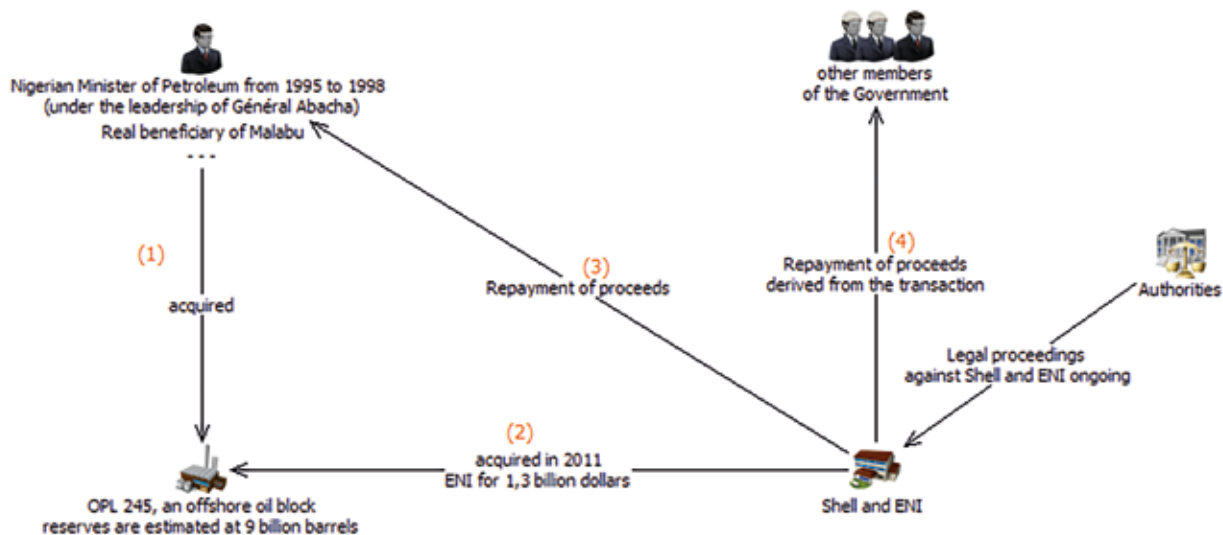 Nigerian Minister of Petroleum from 1995 to 1998
(under the leadership of Général Abacha)
Real beneficiary of Malabu
- - -
other members
of the Government
(1)
acquired
(3)
Repayment of proceeds
(4)
Repayment of proceeds
derived from the transaction
Authorities
Legal proceedings
against Shell and ENI ongoing
(2)
acquired in 2011
ENI for 1,3 billion dollars
OPL 245, an offshore oil block
reserves are estimated at 9 billion barrels
Shell and ENI